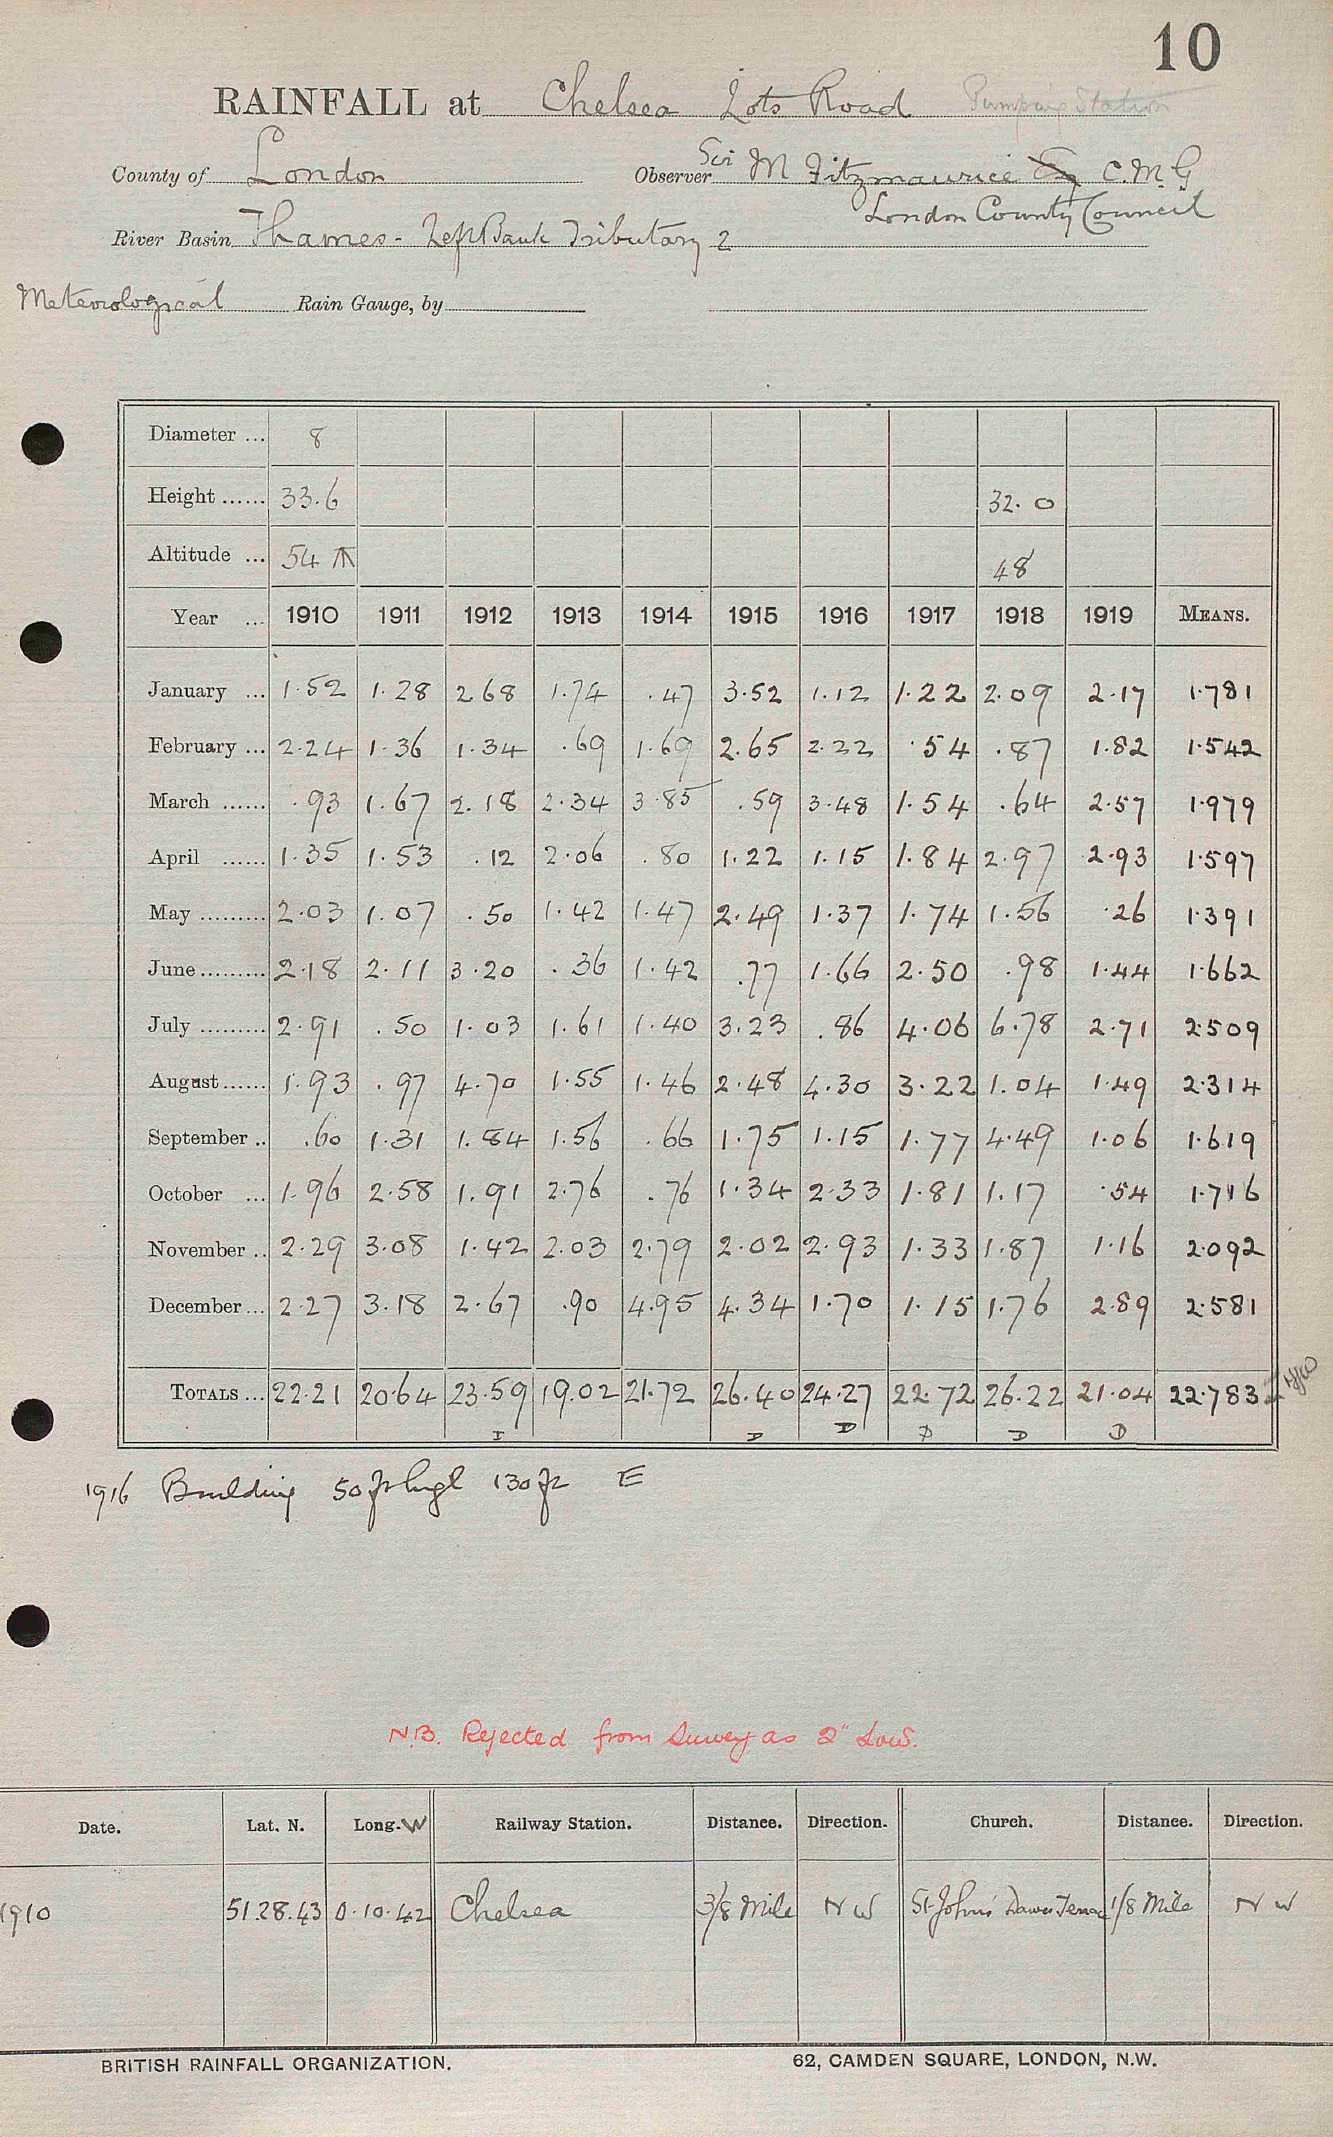 10
RAINFALL at Chelsea Lots Road Pumping Station
County of London Observer Sir M Fitzmaurice C.M.G
London County Council
River Basin Thames - Left Bank Tributary 2
Meteorological Rain Gauge, by
Diameter ... 8
Height ...... 33.6 32.0
Altitude ... 54 48
Year ... 1910 1911 1912 1913 1914 1915 1916 1917 1918 1919 MEANS.
January ... 1.52 1.28 2.68 1.74 .47 3.52 1.12 1.22 2.09 2.17 1.781
February ... 2.24 1.36 1.34 .69 1.69 2.65 2.22 .54 .87 1.82 1.542
March ...... .93 1.67 2.18 2.34 3.85 .59 3.48 1.54 .64 2.57 1.979
April ...... 1.35 1.53 .12 2.06 .80 1.22 1.15 1.84 2.97 2.93 1.597
May ......... 2.03 1.07 .50 1.42 1.47 2.49 1.37 1.74 1.56 .26 1.391
June ......... 2.18 2.11 3.20 .36 1.42 .77 1.66 2.50 .98 1.44 1.662
July ......... 2.91 .50 1.03 1.61 1.40 3.23 .86 4.06 6.78 2.71 2.509
August ...... 1.93 .97 4.70 1.55 1.46 2.48 4.30 3.22 1.04 1.49 2.314
September .. .60 1.31 1.84 1.56 .66 1.75 1.15 1.77 4.49 1.06 1.619
October ... 1.96 2.58 1.91 2.76 .76 1.34 2.33 1.81 1.17 .54 1.716
November .. 2.29 3.08 1.42 2.03 2.79 2.02 2.93 1.33 1.87 1.16 2.092
December ... 2.27 3.18 2.67 .90 4.95 4.34 1.70 1.15 1.76 2.89 2.581
TOTALS ... 22.21 20.64 23.59 19.02 21.72 26.40 24.27 22.72 26.22 21.04 22.783
I D D D D D
1916 Building 50 ft high 130 ft E
N.B. Rejected from Survey as 2" Low.
Date. Lat. N. Long. W Railway Station. Distance. Direction. Church. Distance. Direction.
1910 51.28.43 0.10.42 Chelsea 3/8 Mile N W St Johns 1/8 Mile N W
BRITISH RAINFALL ORGANIZATION. 62, CAMDEN SQUARE, LONDON, N.W.